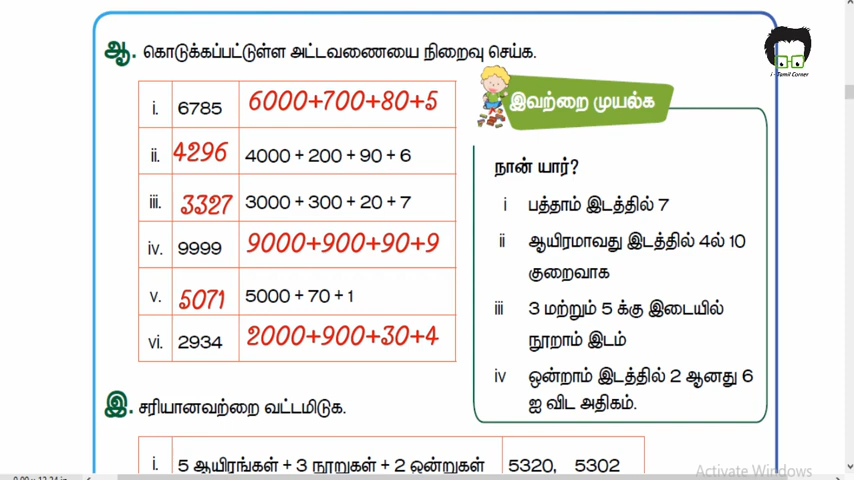 ஆ. கொடுக்கப்பட்டுள்ள அட்டவணையை நிறைவு செய்க.
i. 6785 6000+700+80+5
ii. 4296 4000 + 200 + 90 + 6
iii. 3327 3000 + 300 + 20 + 7
iv. 9999 9000+900+90+9
v. 5071 5000 + 70 + 1
vi. 2934 2000+900+30+4
i - Tamil Corner
இவற்றை முயல்க
நான் யார்?
i பத்தாம் இடத்தில் 7
ii ஆயிரமாவது இடத்தில் 4ல் 10
குறைவாக
iii 3 மற்றும் 5 க்கு இடையில்
நூறாம் இடம்
iv ஒன்றாம் இடத்தில் 2 ஆனது 6
ஐ விட அதிகம்.
இ. சரியானவற்றை வட்டமிடுக.
i. 5 ஆயிரங்கள் + 3 நூறுகள் + 2 ஒன்றுகள் 5320, 5302
Activate Windows